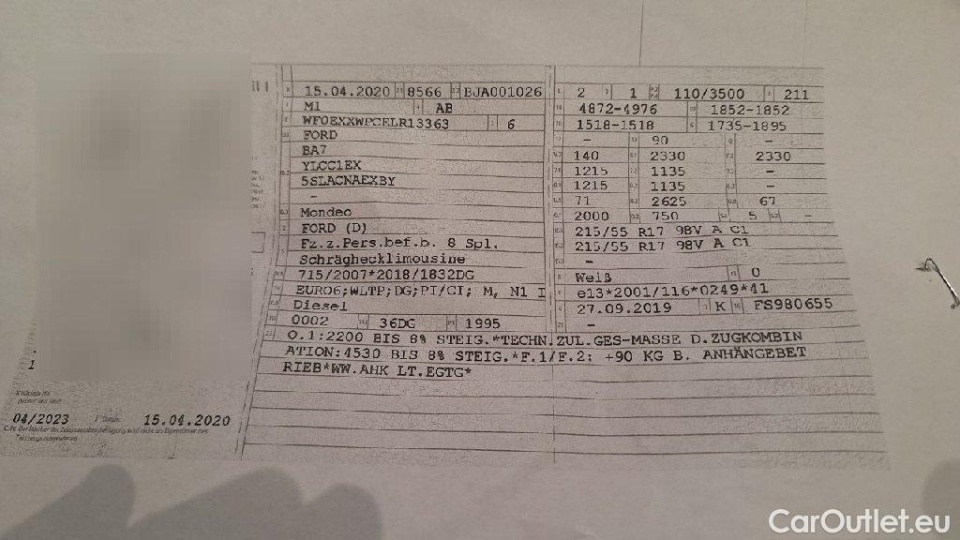 15.04.2020 8566 BJA001026
M1 AB
WF0EXXWPCELR13363 6
FORD
BA7
YLCC1EX
5SLACNAEXBY
-
Mondeo
FORD (D)
Fz.z.Pers.bef.b. 8 Spl.
Schräghecklimousine
715/2007*2018/1832DG
EURO6;WLTP;DG;PI/CI; M, N1 I
Diesel
0002 36DG 1995
2 1 110/3500 211
4872-4976 1852-1852
1518-1518 1735-1895
- 90 -
140 2330 2330
1215 1135 -
1215 1135 -
71 2625 67
2000 750 5 -
215/55 R17 98V A C1
215/55 R17 98V A C1
-
Weiß 0
e13*2001/116*0249*41
27.09.2019 K FS980655
-
O.1:2200 BIS 8% STEIG.*TECHN.ZUL.GES-MASSE D.ZUGKOMBIN
ATION:4530 BIS 8% STEIG.*F.1/F.2: +90 KG B. ANHÄNGEBET
RIEB*WW.AHK LT.EGTG*
1
04/2023 15.04.2020
CarOutlet.eu